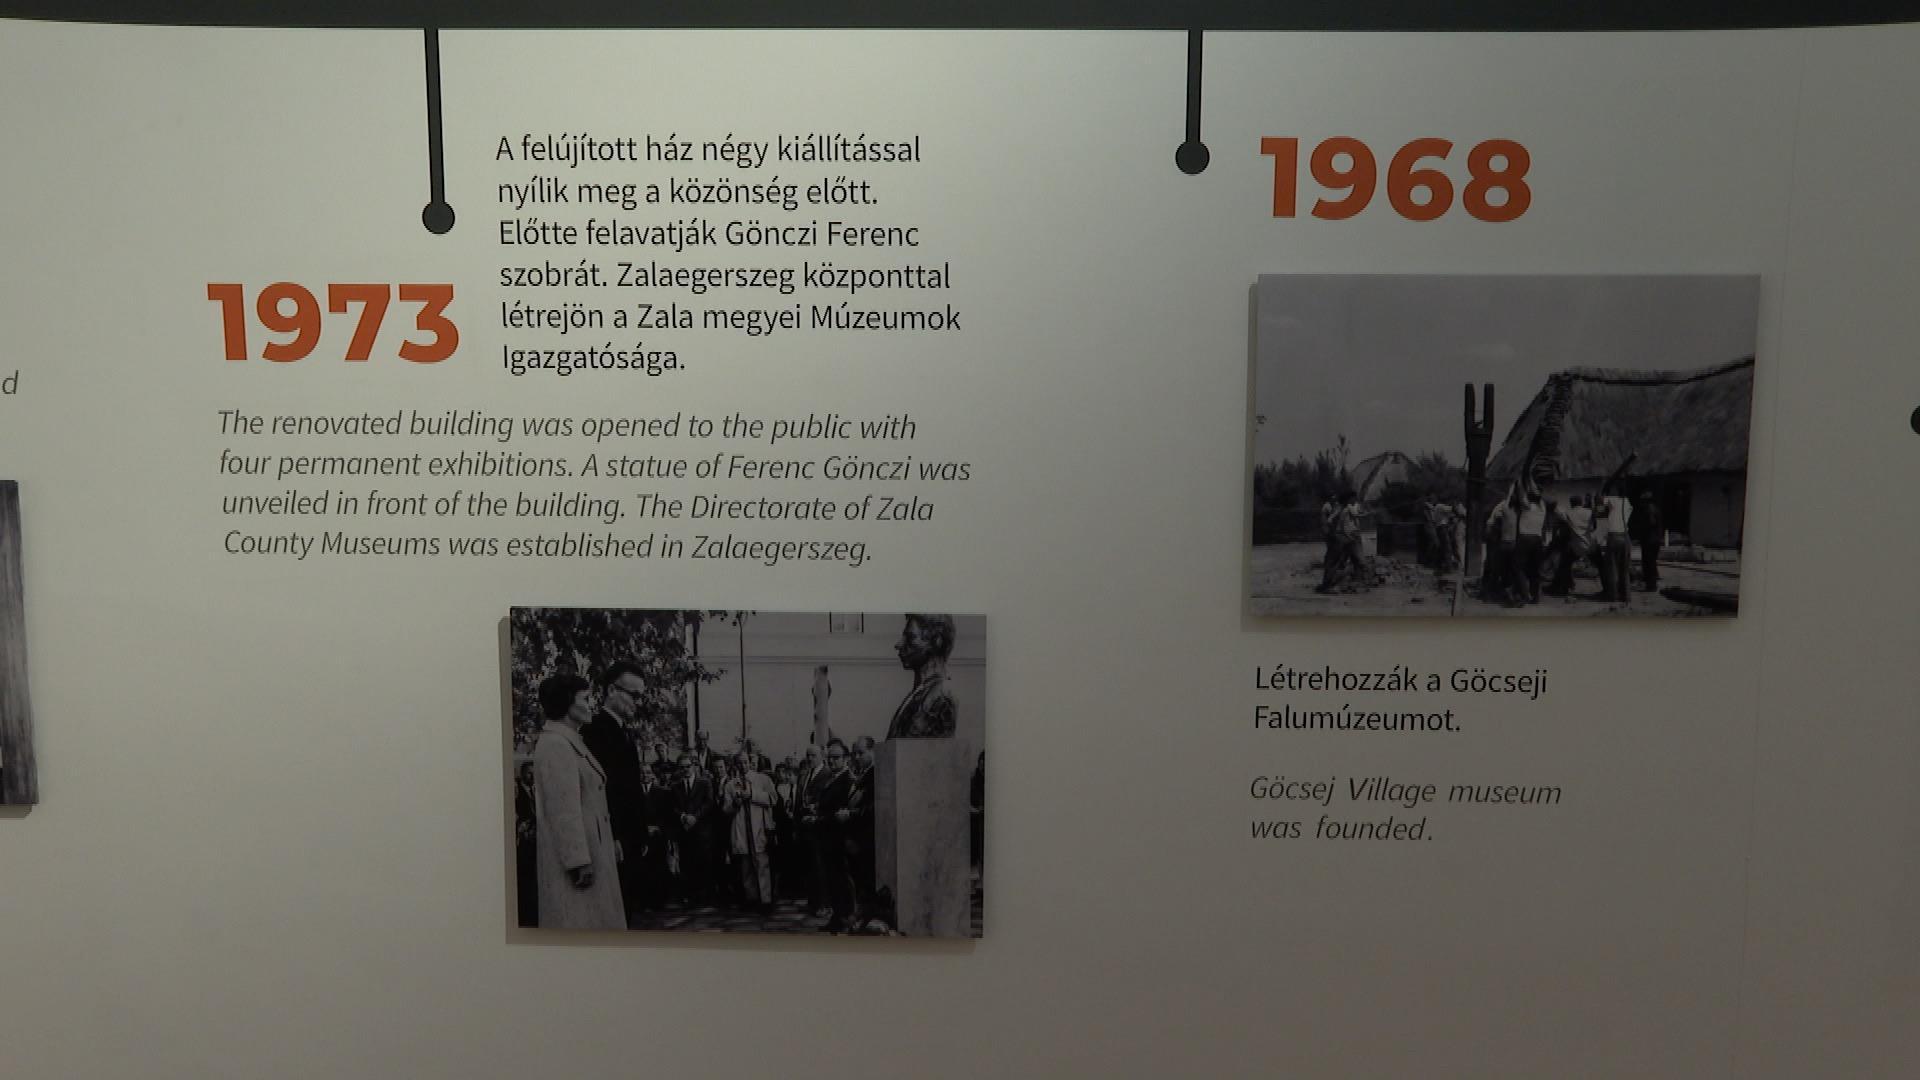 d
1973
A felújított ház négy kiállítással
nyílik meg a közönség előtt.
Előtte felavatják Gönczi Ferenc
szobrát. Zalaegerszeg központtal
létrejön a Zala megyei Múzeumok
Igazgatósága.
The renovated building was opened to the public with
four permanent exhibitions. A statue of Ferenc Gönczi was
unveiled in front of the building. The Directorate of Zala
County Museums was established in Zalaegerszeg.
1968
Létrehozzák a Göcseji
Falumúzeumot.
Göcsej Village museum
was founded.